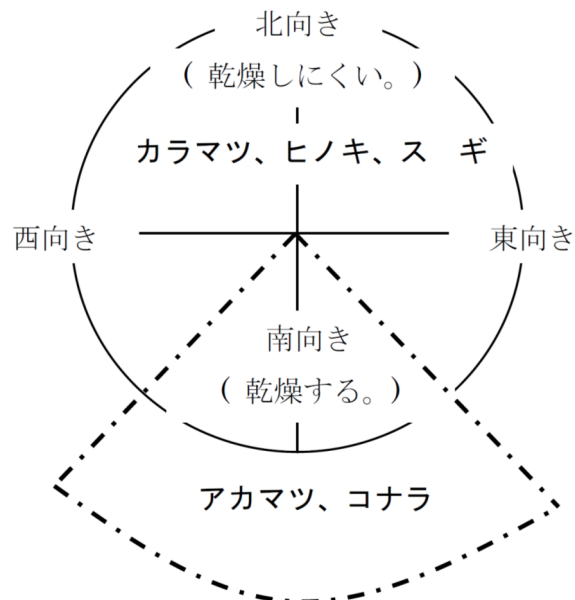 北向き
( 乾燥しにくい。)
カラマツ、ヒノキ、ス　ギ
西向き
東向き
南向き
( 乾燥する。)
アカマツ、コナラ